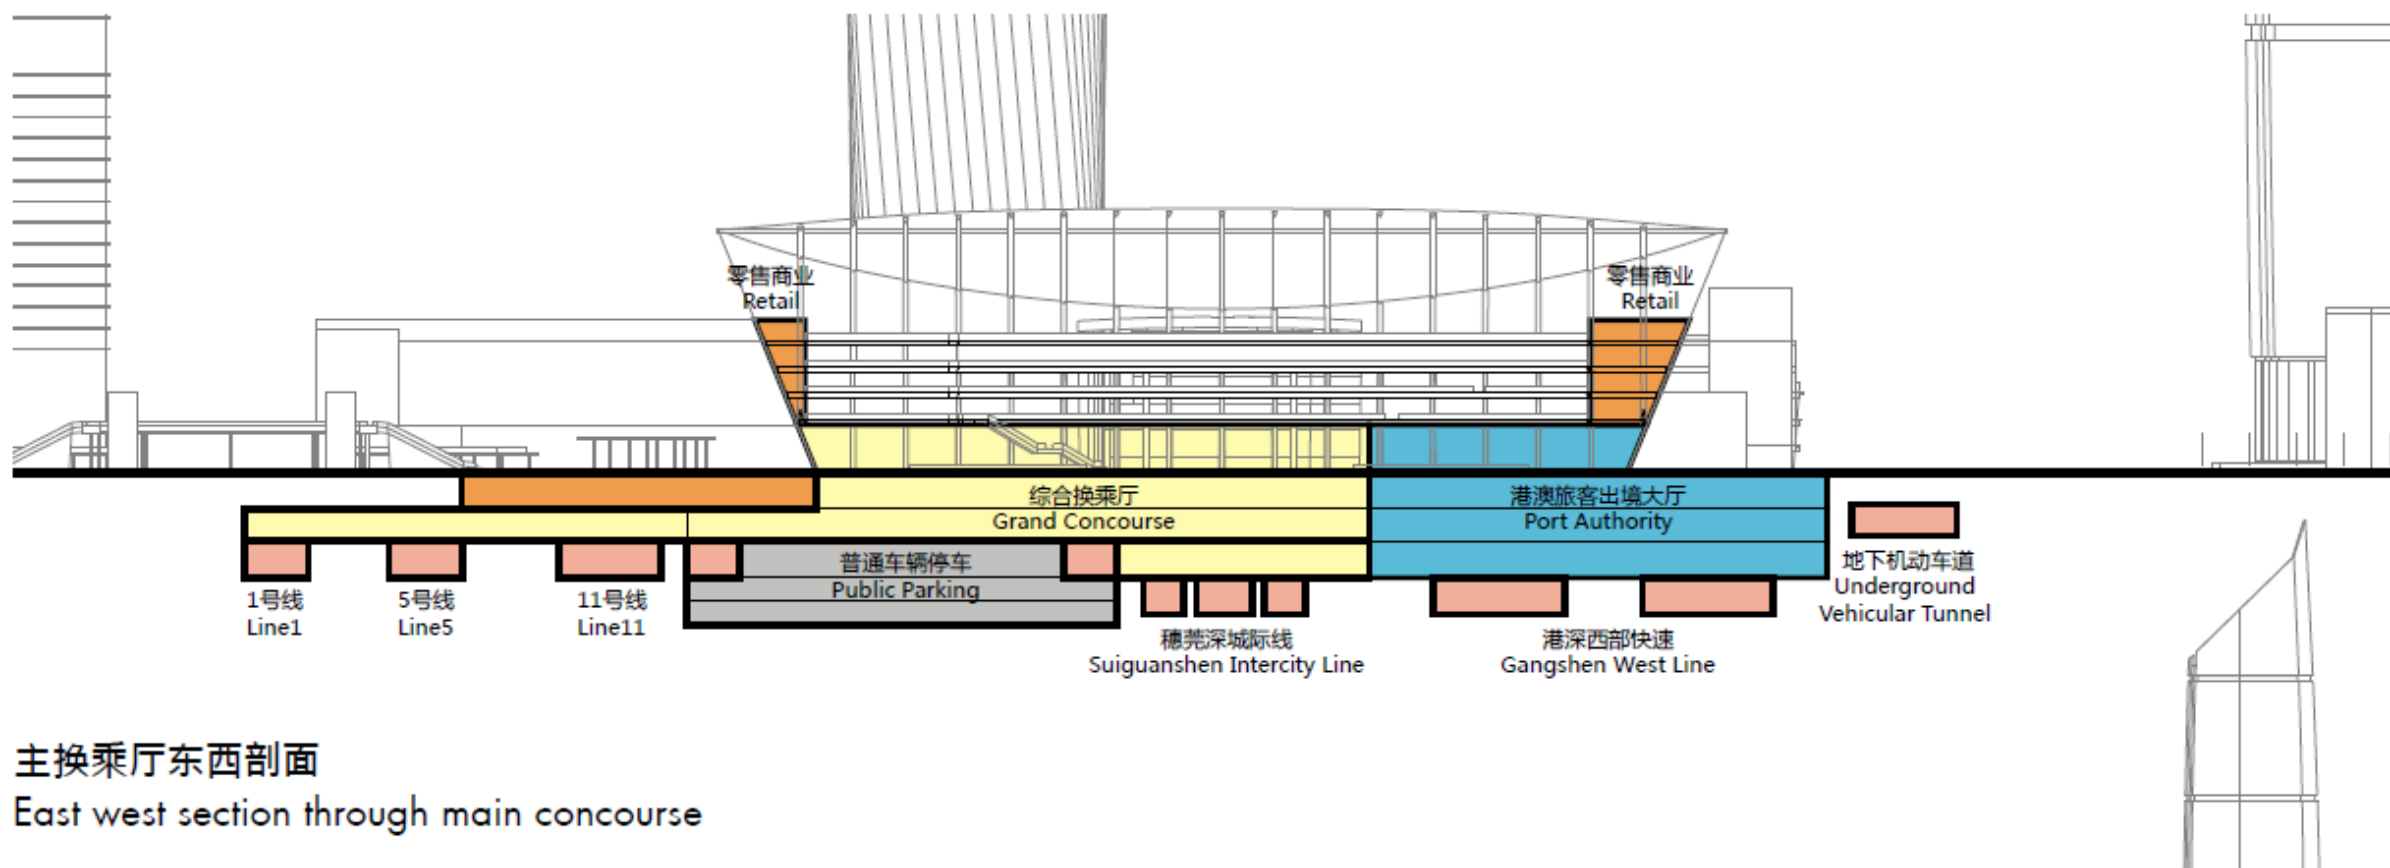 零售商业
Retail
零售商业
Retail
综合换乘厅
Grand Concourse
港澳旅客出境大厅
Port Authority
普通车辆停车
Public Parking
地下机动车道
Underground
Vehicular Tunnel
1号线
Line1
5号线
Line5
11号线
Line11
穗莞深城际线
Suiguanshen Intercity Line
港深西部快速
Gangshen West Line
主换乘厅东西剖面
East west section through main concourse